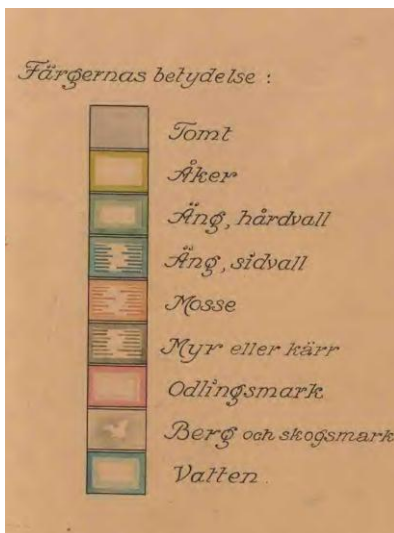 Färgernas betydelse :
Tomt
Åker
Äng, hårdvall
Äng, sidvall
Mosse
Myr eller kärr
Odlingsmark
Berg och skogsmark
Vatten